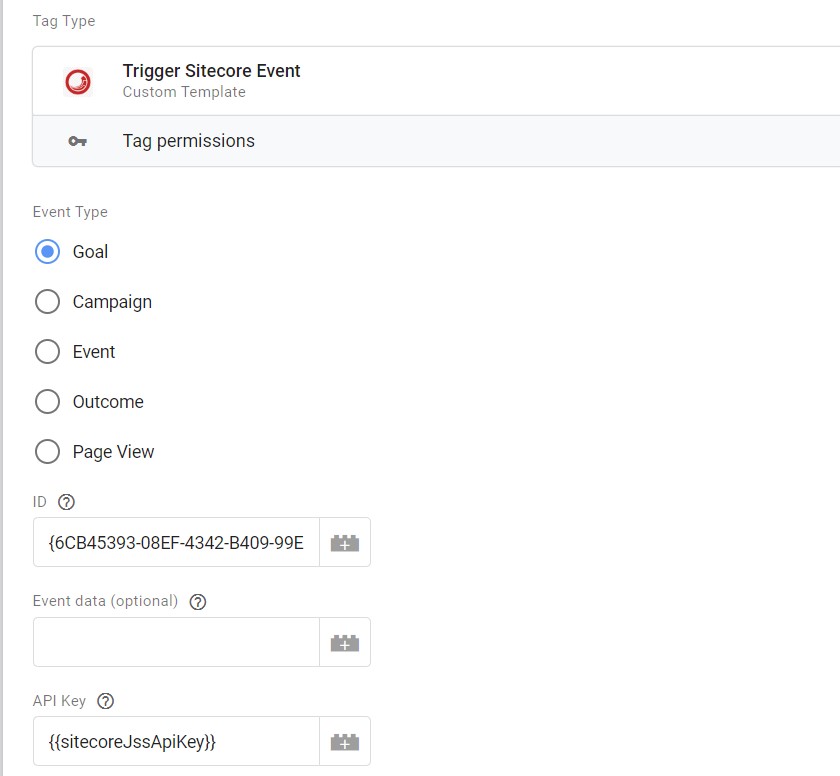 Tag Type
Trigger Sitecore Event
Custom Template
Tag permissions
Event Type
Goal
Campaign
Event
Outcome
Page View
ID ?
{6CB45393-08EF-4342-B409-99E
Event data (optional) ?
API Key ?
{{sitecoreJssApiKey}}